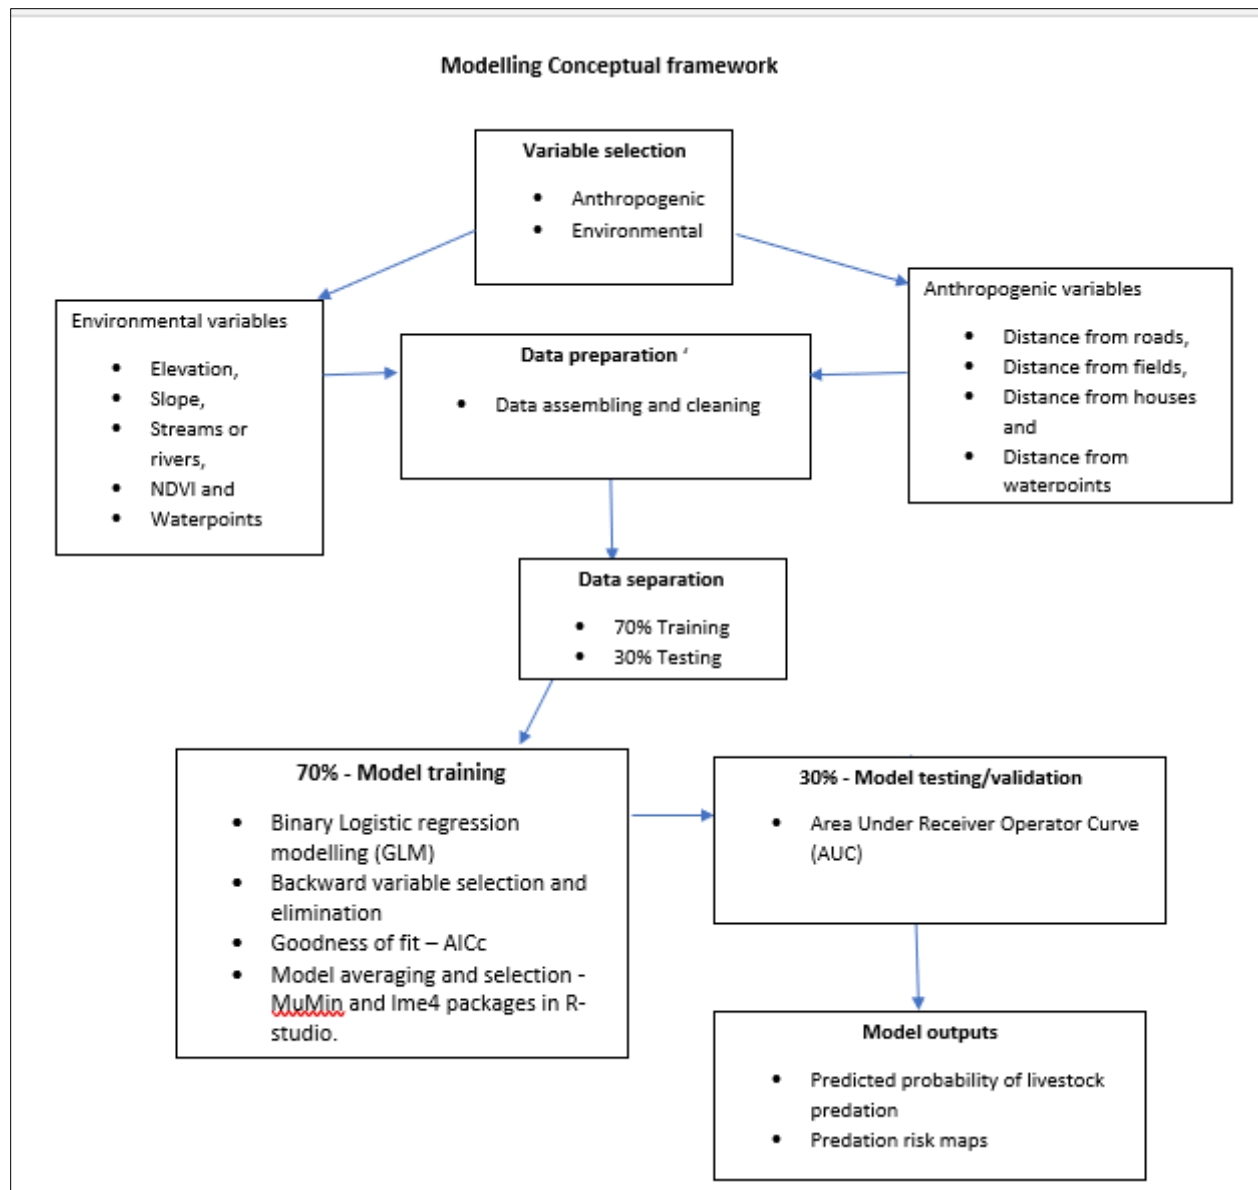 Modelling Conceptual framework
Variable selection
• Anthropogenic
• Environmental
Environmental variables
• Elevation,
• Slope,
• Streams or
rivers,
• NDVI and
• Waterpoints
Data preparation ‘
• Data assembling and cleaning
Anthropogenic variables
• Distance from roads,
• Distance from fields,
• Distance from houses
and
• Distance from
waterpoints
Data separation
• 70% Training
• 30% Testing
70% - Model training
• Binary Logistic regression
modelling (GLM)
• Backward variable selection and
elimination
• Goodness of fit – AICc
• Model averaging and selection -
MuMin and lme4 packages in R-
studio.
30% - Model testing/validation
• Area Under Receiver Operator Curve
(AUC)
Model outputs
• Predicted probability of livestock
predation
• Predation risk maps